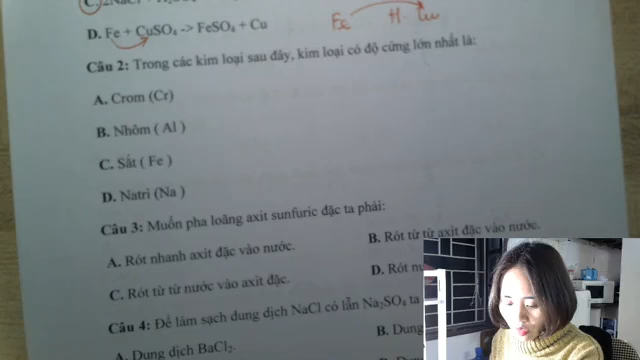 C. 2NaCl +
D. Fe + CuSO₄ -> FeSO₄ + Cu
Fe H Cu
Câu 2: Trong các kim loại sau đây, kim loại có độ cứng lớn nhất là:
A. Crom (Cr)
B. Nhôm ( Al )
C. Sắt ( Fe )
D. Natri (Na )
Câu 3: Muốn pha loãng axit sunfuric đặc ta phải:
A. Rót nhanh axit đặc vào nước.
B. Rót từ từ axit đặc vào nước.
C. Rót từ từ nước vào axit đặc.
D. Rót
Câu 4: Để làm sạch dung dịch NaCl có lẫn Na₂SO₄ ta
A. Dung dịch BaCl₂.
B. Dung